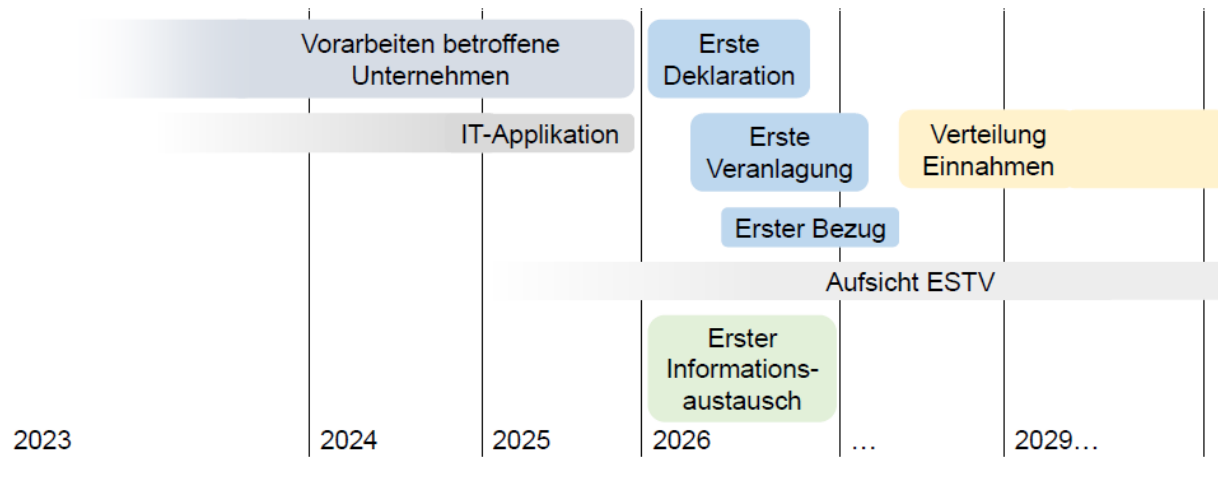 Vorarbeiten betroffene
Unternehmen
Erste
Deklaration
IT-Applikation
Erste
Veranlagung
Verteilung
Einnahmen
Erster Bezug
Aufsicht ESTV
Erster
Informations-
austausch
2023
2024
2025
2026
…
2029…